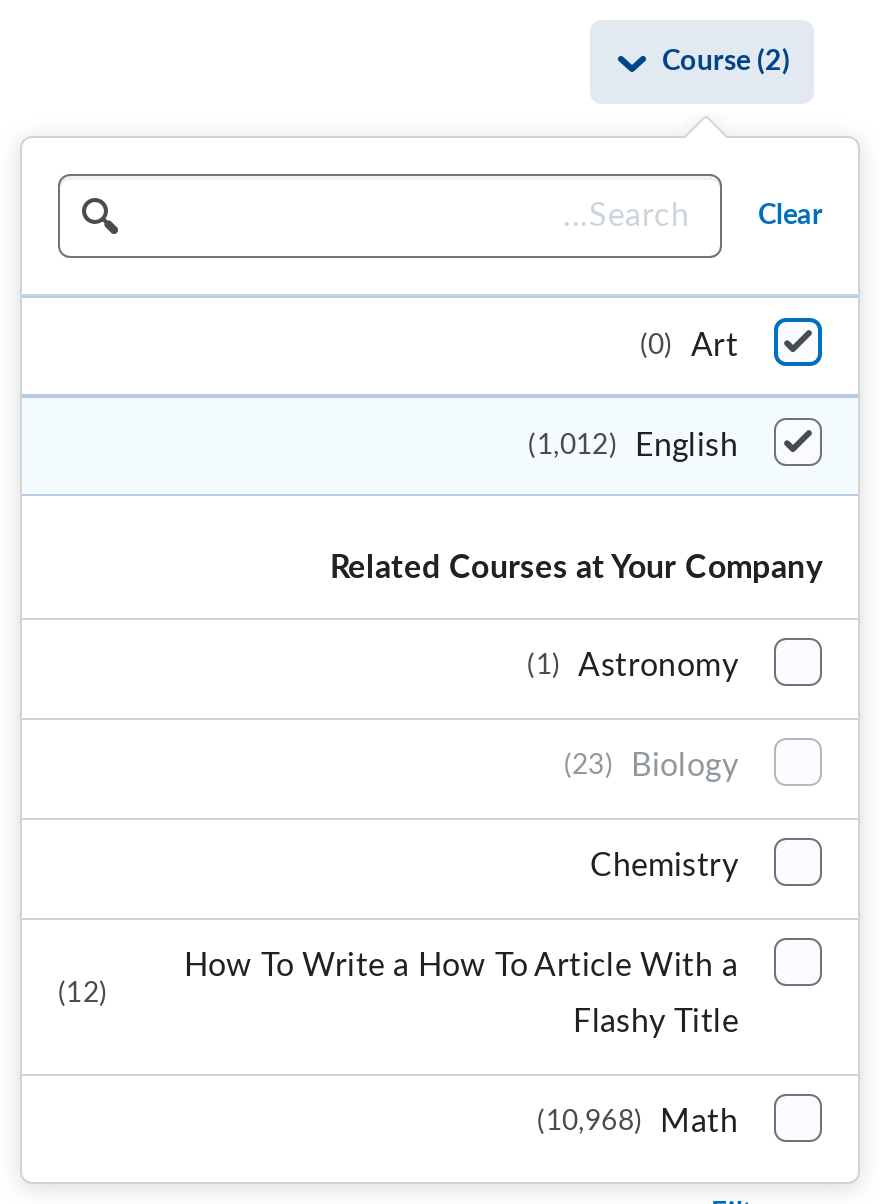 Course (2)
...Search
Clear
Art (0)
English (1,012)
Related Courses at Your Company
Astronomy (1)
Biology (23)
Chemistry
How To Write a How To Article With a
Flashy Title
(12)
Math (10,968)